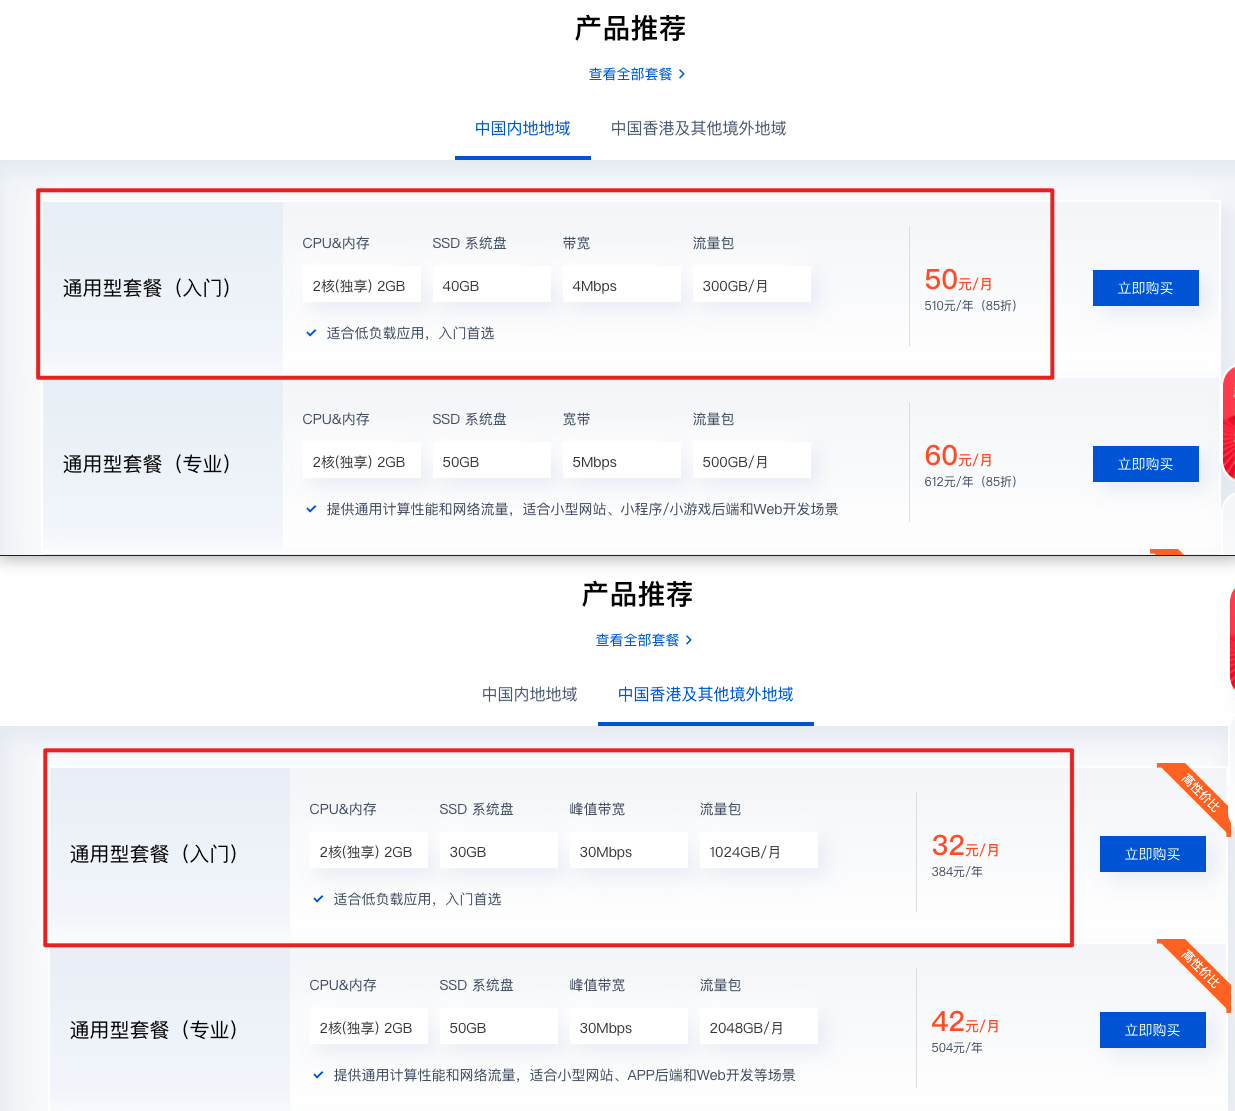 产品推荐
查看全部套餐 >
中国内地地域 中国香港及其他境外地域
通用型套餐（入门）
CPU&内存 SSD 系统盘 带宽 流量包
2核(独享) 2GB 40GB 4Mbps 300GB/月
适合低负载应用，入门首选
50元/月
510元/年（85折）
立即购买
通用型套餐（专业）
CPU&内存 SSD 系统盘 宽带 流量包
2核(独享) 2GB 50GB 5Mbps 500GB/月
提供通用计算性能和网络流量，适合小型网站、小程序/小游戏后端和Web开发场景
60元/月
612元/年（85折）
立即购买
产品推荐
查看全部套餐 >
中国内地地域 中国香港及其他境外地域
通用型套餐（入门）
CPU&内存 SSD 系统盘 峰值带宽 流量包
2核(独享) 2GB 30GB 30Mbps 1024GB/月
适合低负载应用，入门首选
32元/月
384元/年
高性价比
立即购买
通用型套餐（专业）
CPU&内存 SSD 系统盘 峰值带宽 流量包
2核(独享) 2GB 50GB 30Mbps 2048GB/月
提供通用计算性能和网络流量，适合小型网站、APP后端和Web开发等场景
42元/月
504元/年
高性价比
立即购买